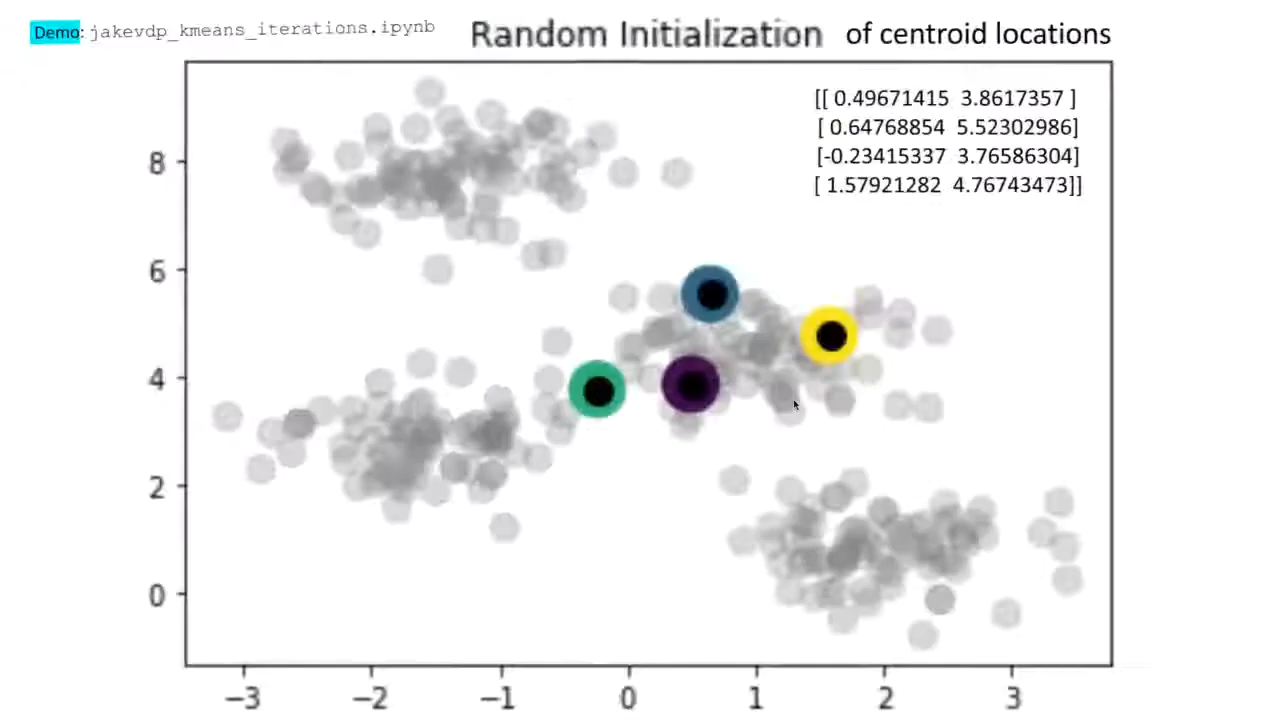 Demo: jakevdp_kmeans_iterations.ipynb
Random Initialization of centroid locations
[[ 0.49671415 3.8617357 ]
[ 0.64768854 5.52302986]
[-0.23415337 3.76586304]
[ 1.57921282 4.76743473]]
8
6
4
2
0
−3 −2 −1 0 1 2 3